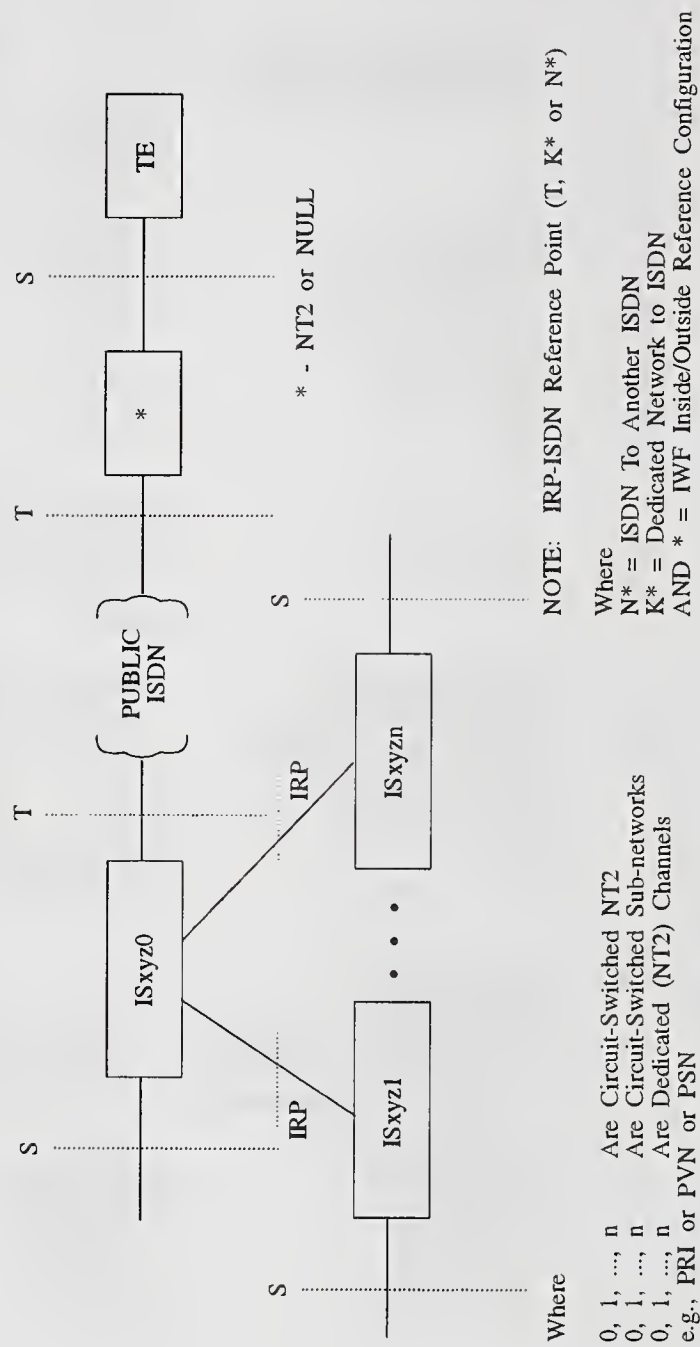 S
T
T
S
ISxyz0
PUBLIC
ISDN
*
TE
IRP
IRP
* - NT2 or NULL
S
S
ISxyz1
• • •
ISxyzn
Where
0, 1, ..., n Are Circuit-Switched NT2
0, 1, ..., n Are Circuit-Switched Sub-networks
0, 1, ..., n Are Dedicated (NT2) Channels
e.g., PRI or PVN or PSN
NOTE: IRP-ISDN Reference Point (T, K* or N*)
Where
N* = ISDN To Another ISDN
K* = Dedicated Network to ISDN
AND * = IWF Inside/Outside Reference Configuration